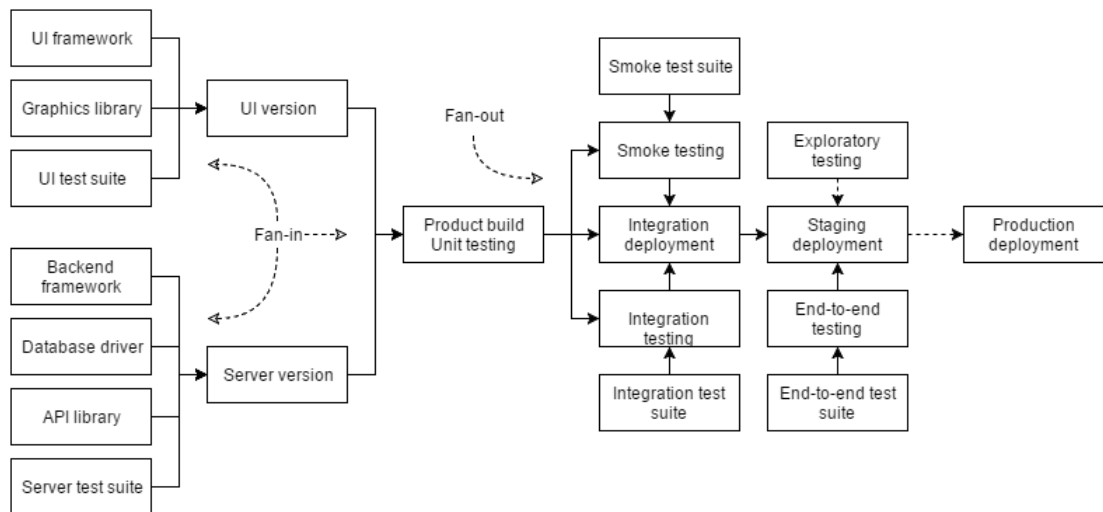 UI framework
Graphics library
UI test suite
UI version
Fan-in
Backend
framework
Database driver
API library
Server test suite
Server version
Product build
Unit testing
Fan-out
Smoke test suite
Smoke testing
Integration
deployment
Integration
testing
Integration test
suite
Exploratory
testing
Staging
deployment
End-to-end
testing
End-to-end test
suite
Production
deployment